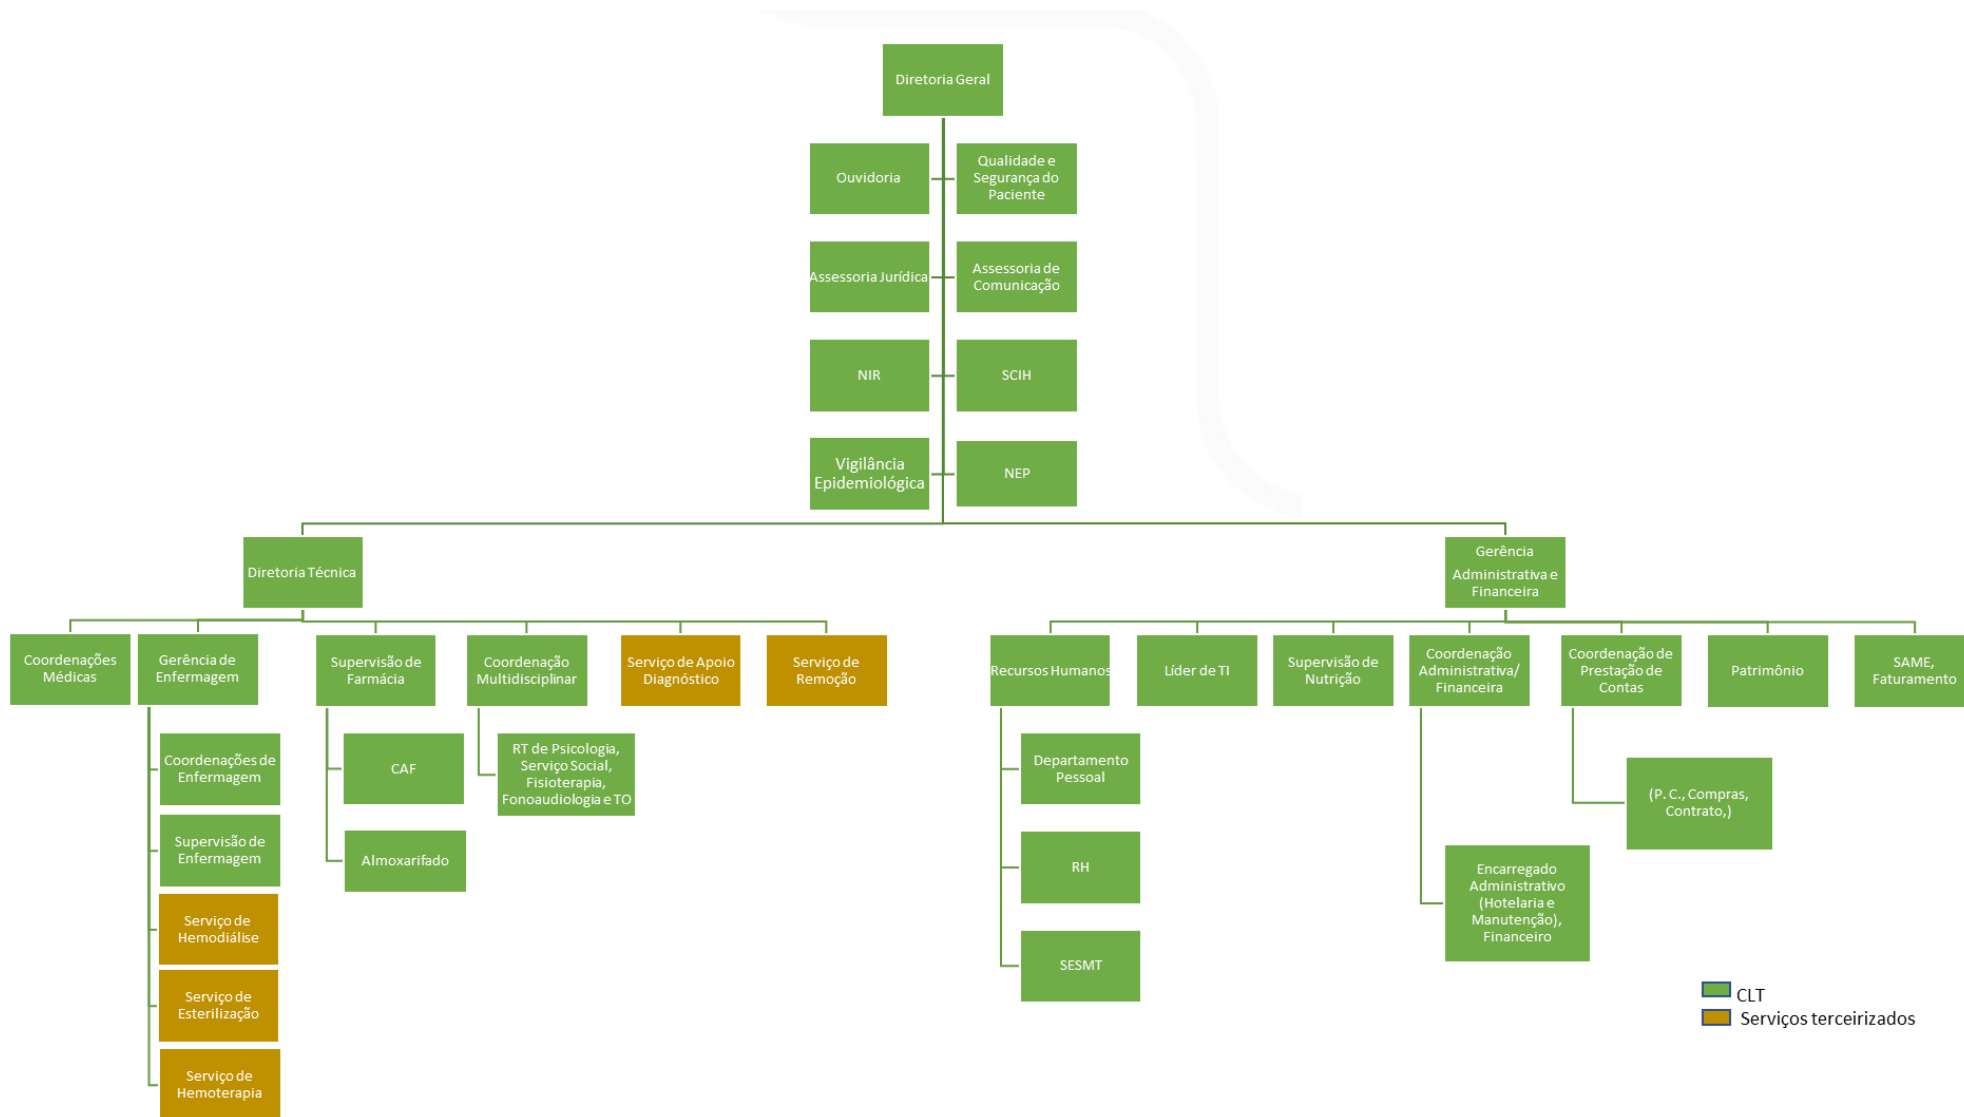 Diretoria Geral
Ouvidoria
Qualidade e
Segurança do
Paciente
Assessoria Jurídica
Assessoria de
Comunicação
NIR
SCIH
Vigilância
Epidemiológica
NEP
Diretoria Técnica
Gerência
Administrativa e
Financeira
Coordenações
Médicas
Gerência de
Enfermagem
Supervisão de
Farmácia
Coordenação
Multidisciplinar
Serviço de Apoio
Diagnóstico
Serviço de
Remoção
Recursos Humanos
Líder de TI
Supervisão de
Nutrição
Coordenação
Administrativa/
Financeira
Coordenação de
Prestação de
Contas
Patrimônio
SAME,
Faturamento
Coordenações de
Enfermagem
CAF
RT de Psicologia,
Serviço Social,
Fisioterapia,
Fonoaudiologia e TO
Departamento
Pessoal
(P. C., Compras,
Contrato,)
Supervisão de
Enfermagem
Almoxarifado
RH
Encarregado
Administrativo
(Hotelaria e
Manutenção),
Financeiro
Serviço de
Hemodiálise
SESMT
Serviço de
Esterilização
CLT
Serviços terceirizados
Serviço de
Hemoterapia